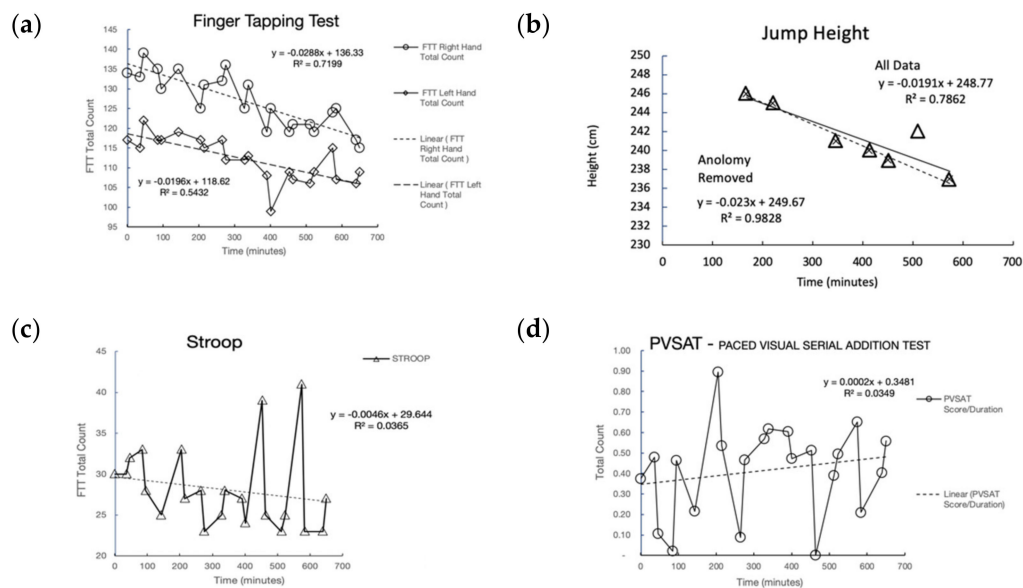 (a)
Finger Tapping Test
145
140
135
130
125
120
115
110
105
100
95
FTT Total Count
y = -0.0288x + 136.33
R² = 0.7199
y = -0.0196x + 118.62
R² = 0.5432
0 100 200 300 400 500 600 700
Time (minutes)
FTT Right Hand
Total Count
FTT Left Hand
Total Count
Linear ( FTT
Right Hand
Total Count )
Linear ( FTT Left
Hand Total
Count )
(b)
Jump Height
250
248
246
244
242
240
238
236
234
232
230
Height (cm)
All Data
y = -0.0191x + 248.77
R² = 0.7862
Anolomy
Removed
y = -0.023x + 249.67
R² = 0.9828
0 100 200 300 400 500 600 700
Time (minutes)
(c)
Stroop
45
40
35
30
25
20
FTT Total Count
STROOP
y = -0.0046x + 29.644
R² = 0.0365
0 100 200 300 400 500 600 700
Time (minutes)
(d)
PVSAT - PACED VISUAL SERIAL ADDITION TEST
1.00
0.90
0.80
0.70
0.60
0.50
0.40
0.30
0.20
0.10
-
Total Count
y = 0.0002x + 0.3481
R² = 0.0349
PVSAT
Score/Duration
Linear (PVSAT
Score/Duration)
0 100 200 300 400 500 600 700
Time (minutes)